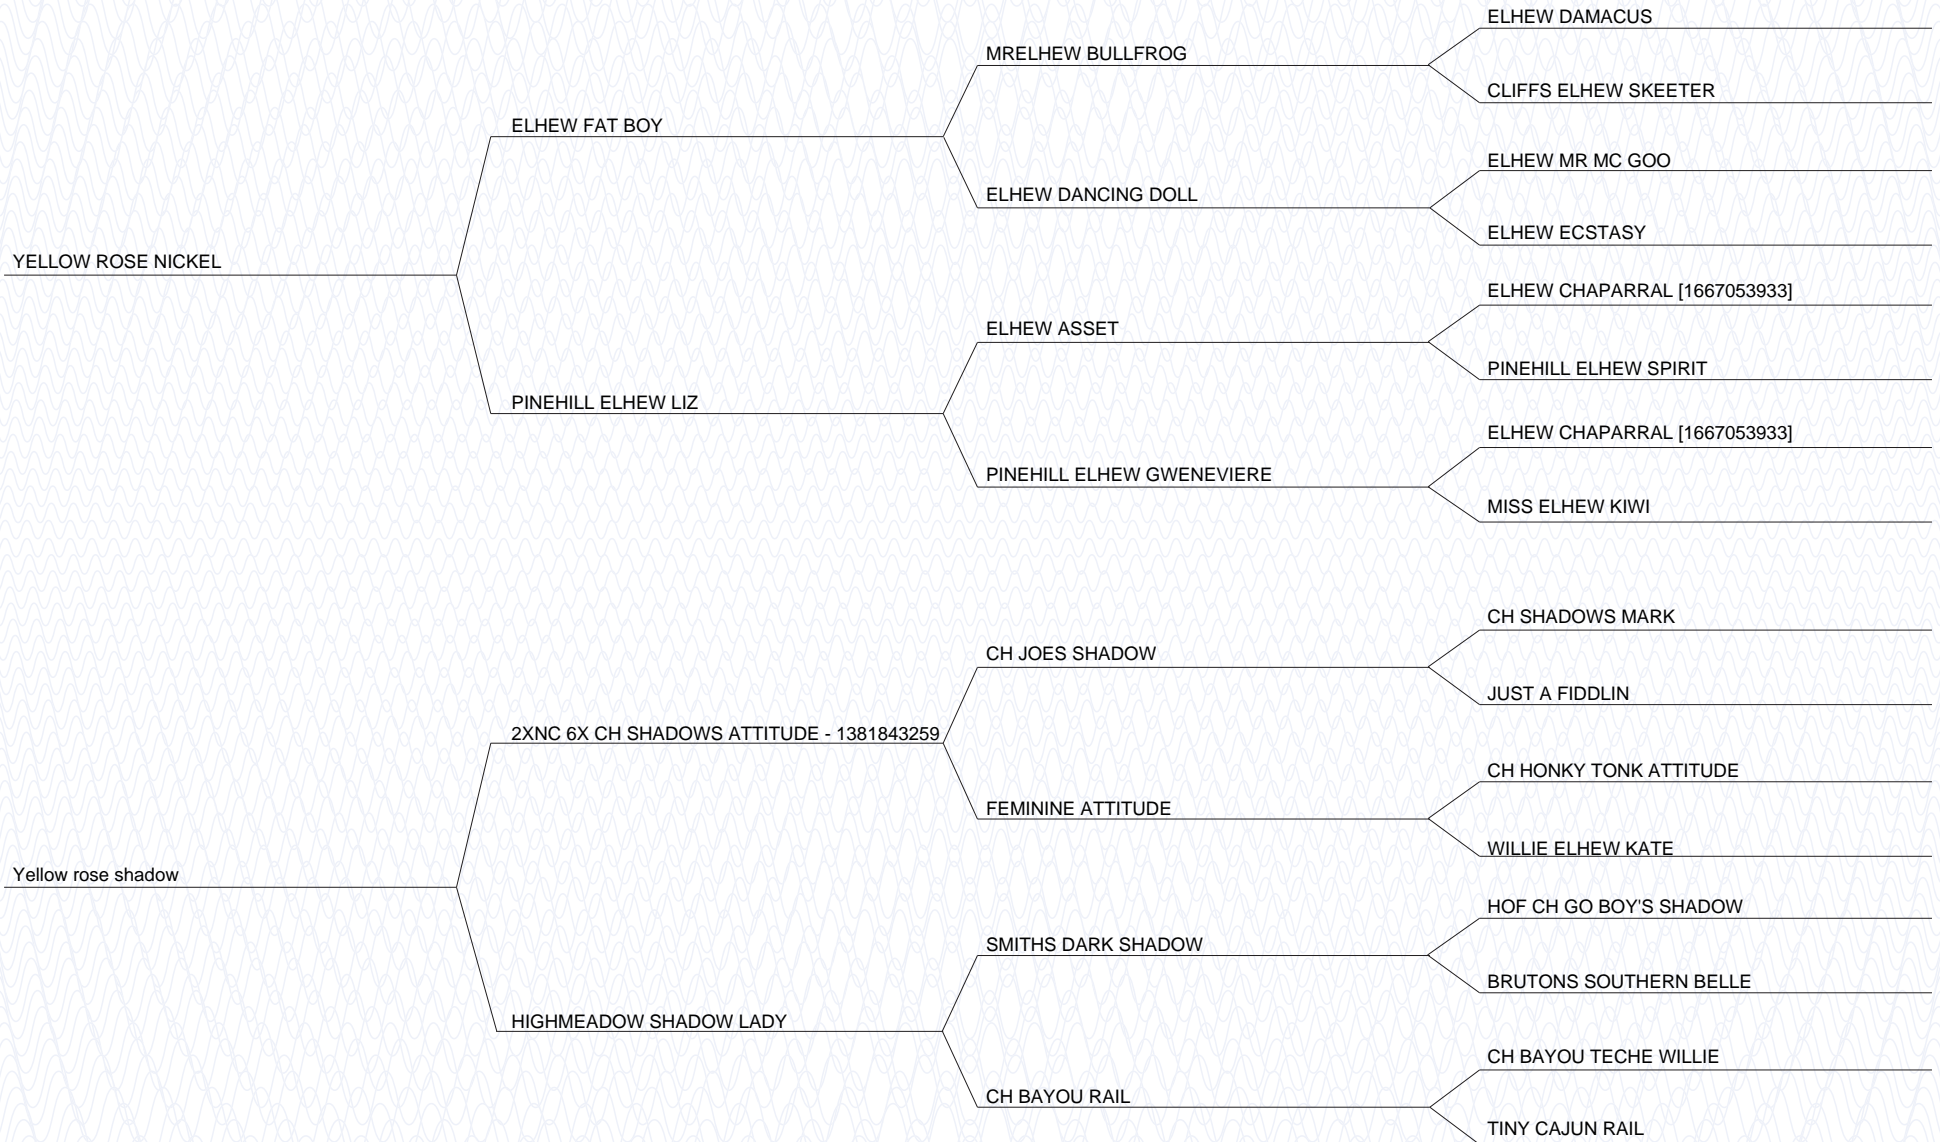 ELHEW DAMACUS
MRELHEW BULLFROG
CLIFFS ELHEW SKEETER
ELHEW FAT BOY
ELHEW MR MC GOO
ELHEW DANCING DOLL
ELHEW ECSTASY
YELLOW ROSE NICKEL
ELHEW CHAPARRAL [1667053933]
ELHEW ASSET
PINEHILL ELHEW SPIRIT
PINEHILL ELHEW LIZ
ELHEW CHAPARRAL [1667053933]
PINEHILL ELHEW GWENEVIERE
MISS ELHEW KIWI
CH SHADOWS MARK
CH JOES SHADOW
JUST A FIDDLIN
2XNC 6X CH SHADOWS ATTITUDE - 1381843259
CH HONKY TONK ATTITUDE
FEMININE ATTITUDE
WILLIE ELHEW KATE
Yellow rose shadow
HOF CH GO BOY'S SHADOW
SMITHS DARK SHADOW
BRUTONS SOUTHERN BELLE
HIGHMEADOW SHADOW LADY
CH BAYOU TECHE WILLIE
CH BAYOU RAIL
TINY CAJUN RAIL